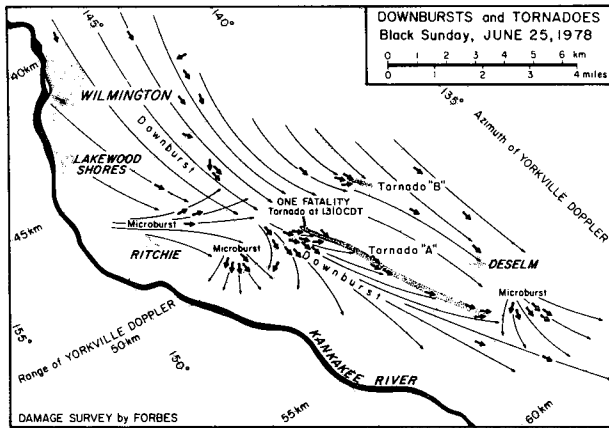 DOWNBURSTS and TORNADOES
Black Sunday, JUNE 25, 1978
0 1 2 3 4 5 6 km
0 1 2 3 4 miles
145°
140°
135°
40km
WILMINGTON
Azimuth of YORKVILLE DOPPLER
Downburst
LAKEWOOD
SHORES
Tornado "B"
ONE FATALITY
Tornado at 1310CDT
Microburst
45km
Tornado "A"
RITCHIE
Microburst
Downburst
DESELM
Microburst
155°
Range of YORKVILLE DOPPLER
50km
150°
KANKAKEE RIVER
DAMAGE SURVEY by FORBES
55km
60km